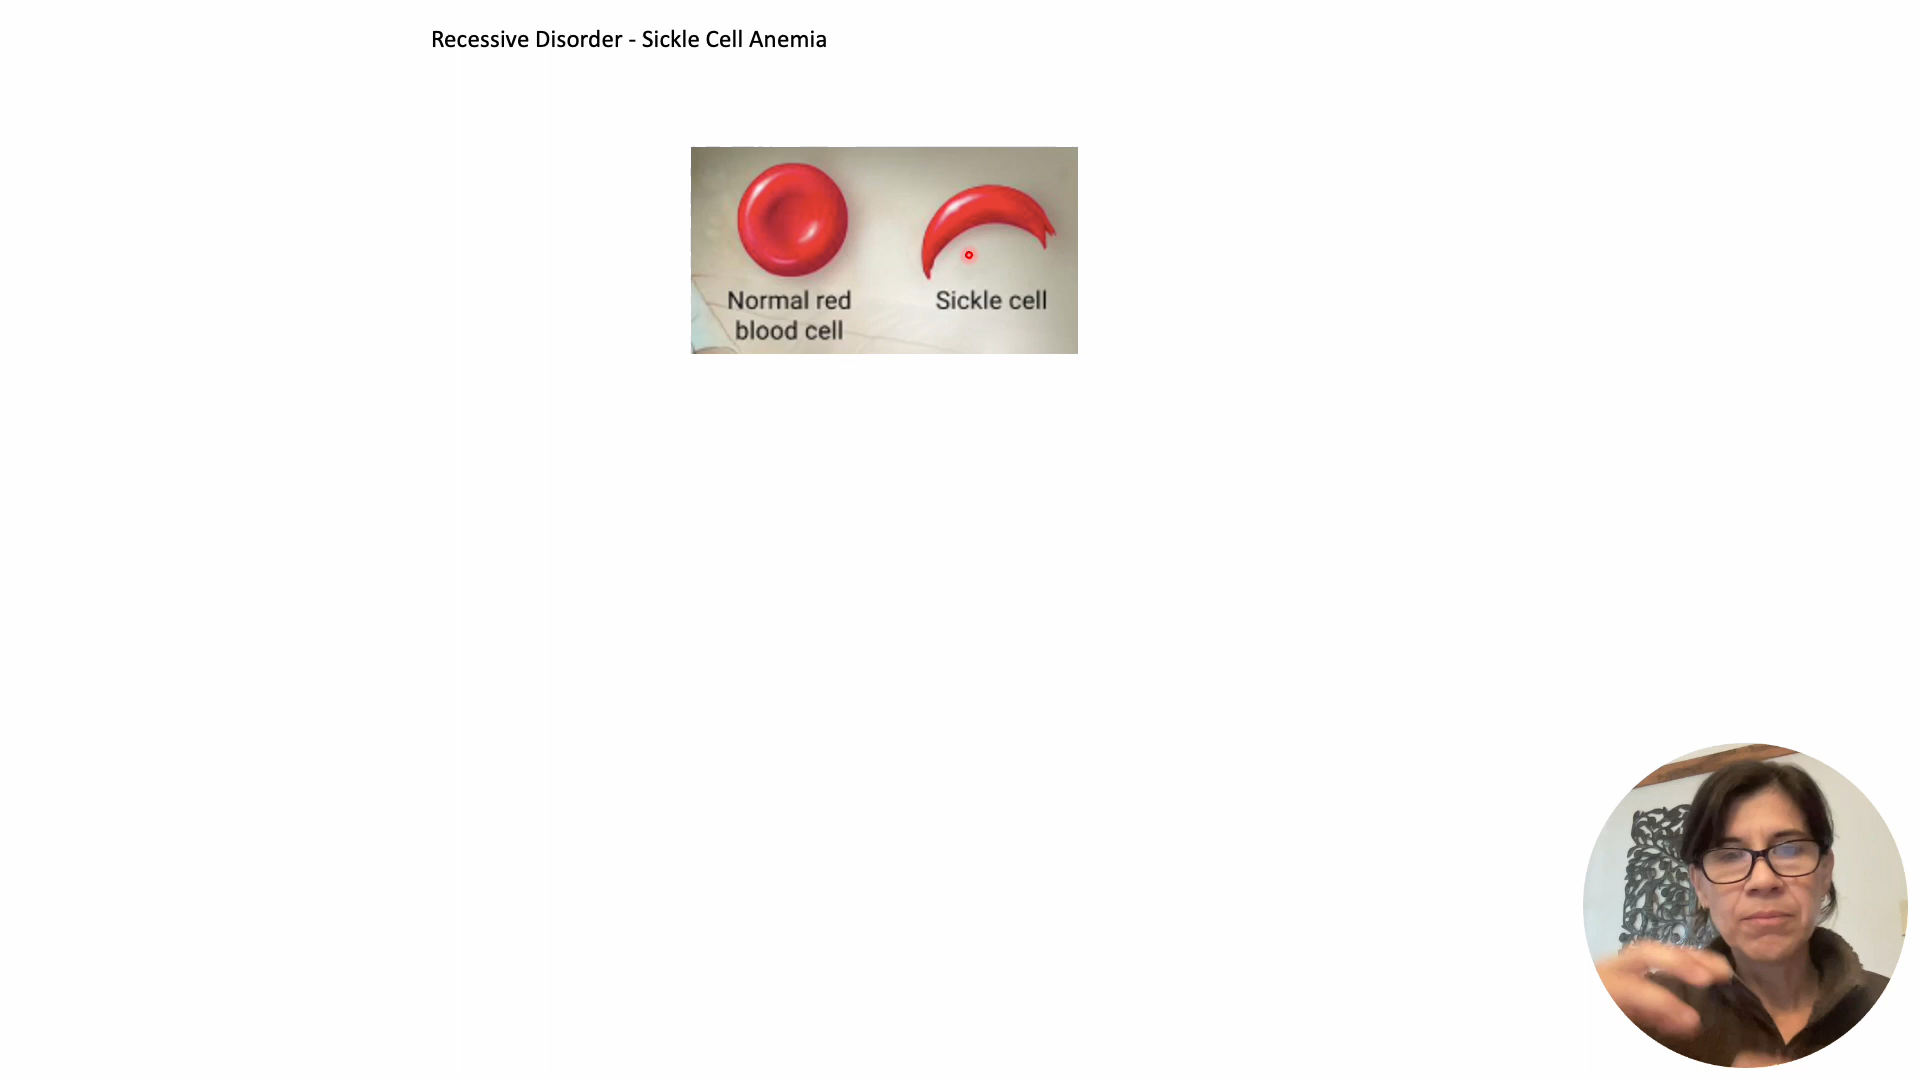 Recessive Disorder - Sickle Cell Anemia
Normal red
blood cell
Sickle cell